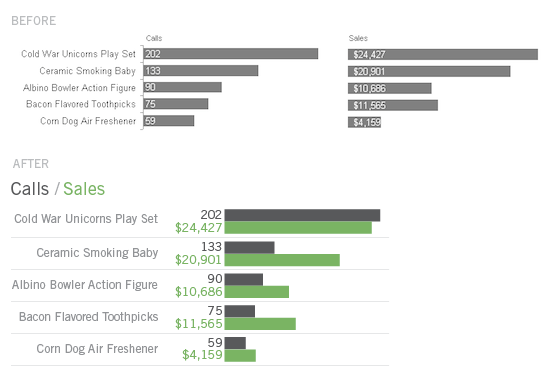 BEFORE
Calls Sales
Cold War Unicorns Play Set 202 $24,427
Ceramic Smoking Baby 133 $20,901
Albino Bowler Action Figure 90 $10,686
Bacon Flavored Toothpicks 75 $11,565
Corn Dog Air Freshener 59 $4,159
AFTER
Calls / Sales
Cold War Unicorns Play Set 202
$24,427
Ceramic Smoking Baby 133
$20,901
Albino Bowler Action Figure 90
$10,686
Bacon Flavored Toothpicks 75
$11,565
Corn Dog Air Freshener 59
$4,159